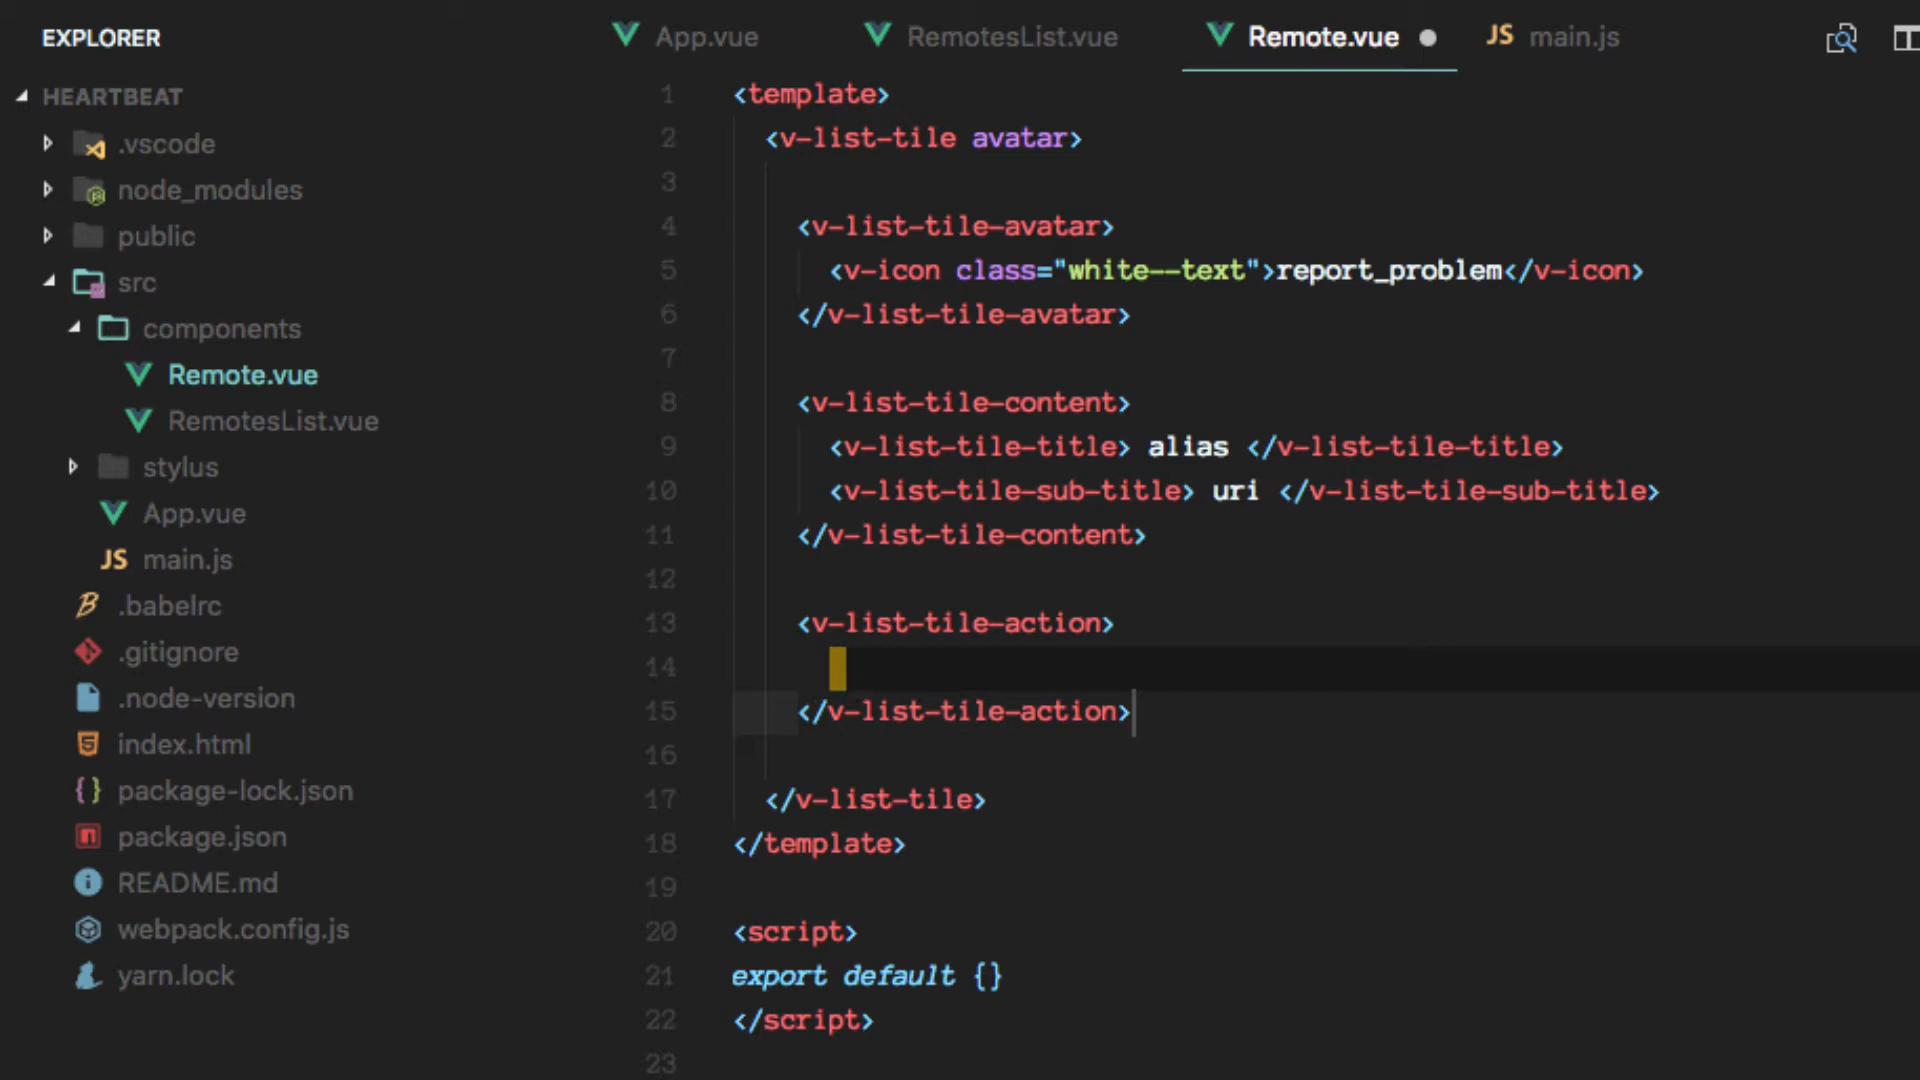 EXPLORER
HEARTBEAT
.vscode
node_modules
public
src
components
Remote.vue
RemotesList.vue
stylus
App.vue
JS main.js
.babelrc
.gitignore
.node-version
index.html
package-lock.json
package.json
README.md
webpack.config.js
yarn.lock
App.vue RemotesList.vue Remote.vue JS main.js
1 <template>
2 <v-list-tile avatar>
3
4 <v-list-tile-avatar>
5 <v-icon class="white--text">report_problem</v-icon>
6 </v-list-tile-avatar>
7
8 <v-list-tile-content>
9 <v-list-tile-title> alias </v-list-tile-title>
10 <v-list-tile-sub-title> uri </v-list-tile-sub-title>
11 </v-list-tile-content>
12
13 <v-list-tile-action>
14
15 </v-list-tile-action>
16
17 </v-list-tile>
18 </template>
19
20 <script>
21 export default {}
22 </script>
23